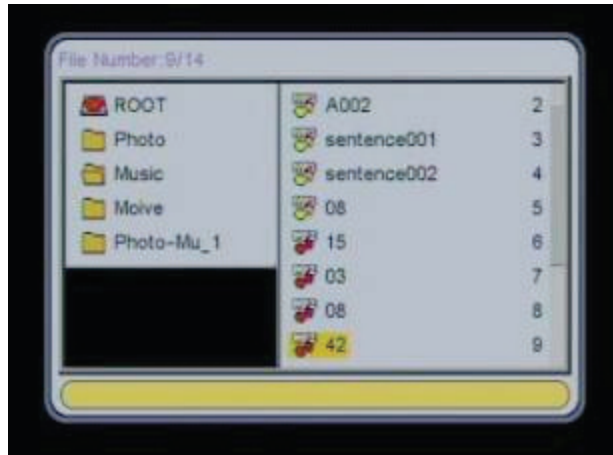 File Number:9/14
ROOT
Photo
Music
Moive
Photo-Mu_1
A002 2
sentence001 3
sentence002 4
08 5
15 6
03 7
08 8
42 9